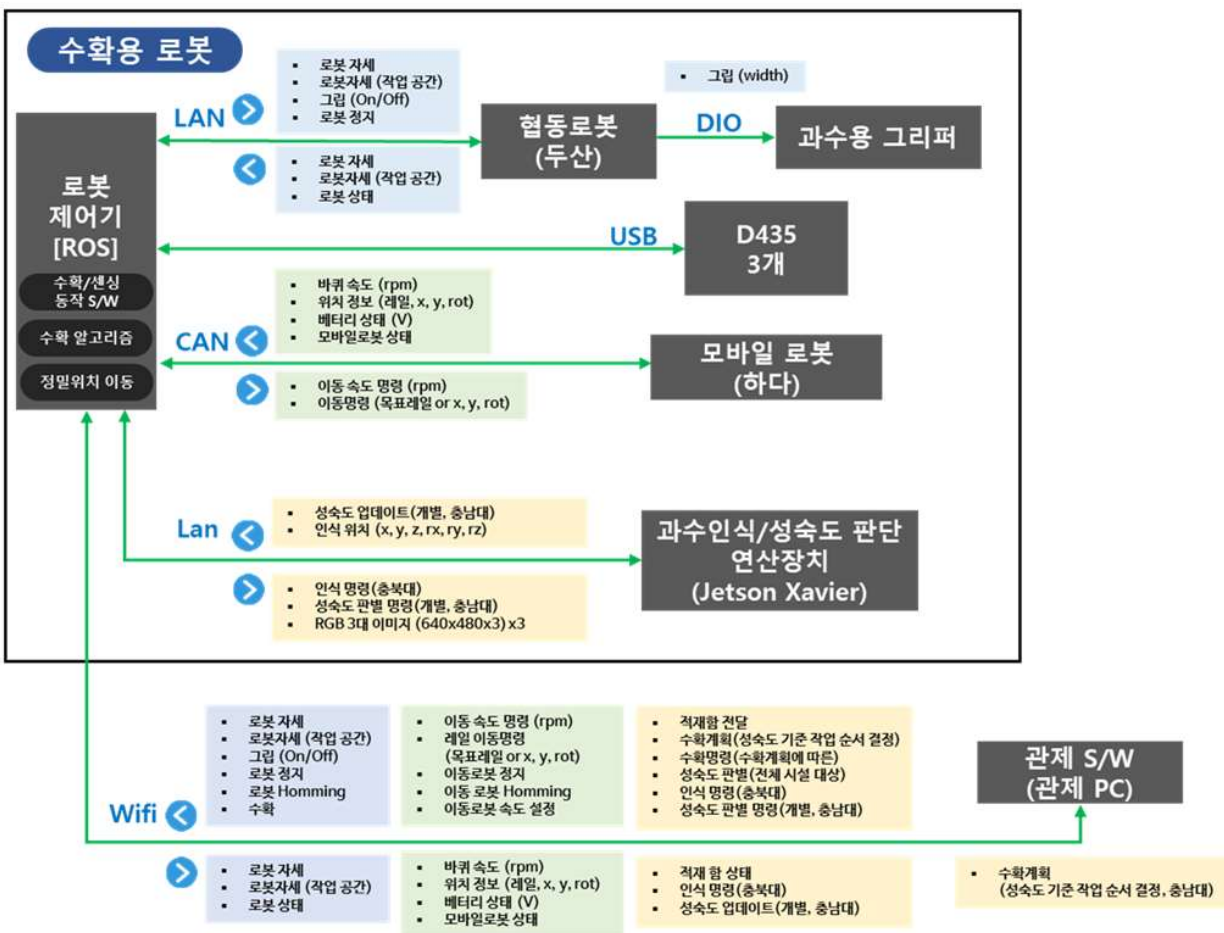 수확용 로봇
LAN
로봇 자세
로봇자세 (작업 공간)
그립 (On/Off)
로봇 정지
로봇 자세
로봇자세 (작업 공간)
로봇 상태
협동로봇
(두산)
그립 (width)
DIO
과수용 그리퍼
로봇
제어기
[ROS]
수확/센싱
동작 S/W
수확 알고리즘
정밀위치 이동
USB
D435
3개
CAN
바퀴 속도 (rpm)
위치 정보 (레일, x, y, rot)
베터리 상태 (V)
모바일로봇 상태
이동 속도 명령 (rpm)
이동명령 (목표레일 or x, y, rot)
모바일 로봇
(하다)
Lan
성숙도 업데이트(개별, 충남대)
인식 위치 (x, y, z, rx, ry, rz)
인식 명령(충북대)
성숙도 판별 명령(개별, 충남대)
RGB 3대 이미지 (640x480x3) x3
과수인식/성숙도 판단
연산장치
(Jetson Xavier)
Wifi
로봇 자세
로봇자세 (작업 공간)
그립 (On/Off)
로봇 정지
로봇 Homming
수확
이동 속도 명령 (rpm)
레일 이동명령
(목표레일 or x, y, rot)
이동로봇 정지
이동 로봇 Homming
이동로봇 속도 설정
적재함 전달
수확계획(성숙도 기준 작업 순서 결정)
수확명령(수확계획에 따른)
성숙도 판별(전체 시설 대상)
인식 명령(충북대)
성숙도 판별 명령(개별, 충남대)
관제 S/W
(관제 PC)
로봇 자세
로봇자세 (작업 공간)
로봇 상태
바퀴 속도 (rpm)
위치 정보 (레일, x, y, rot)
베터리 상태 (V)
모바일로봇 상태
적재 함 상태
인식 명령(충북대)
성숙도 업데이트(개별, 충남대)
수확계획
(성숙도 기준 작업 순서 결정, 충남대)